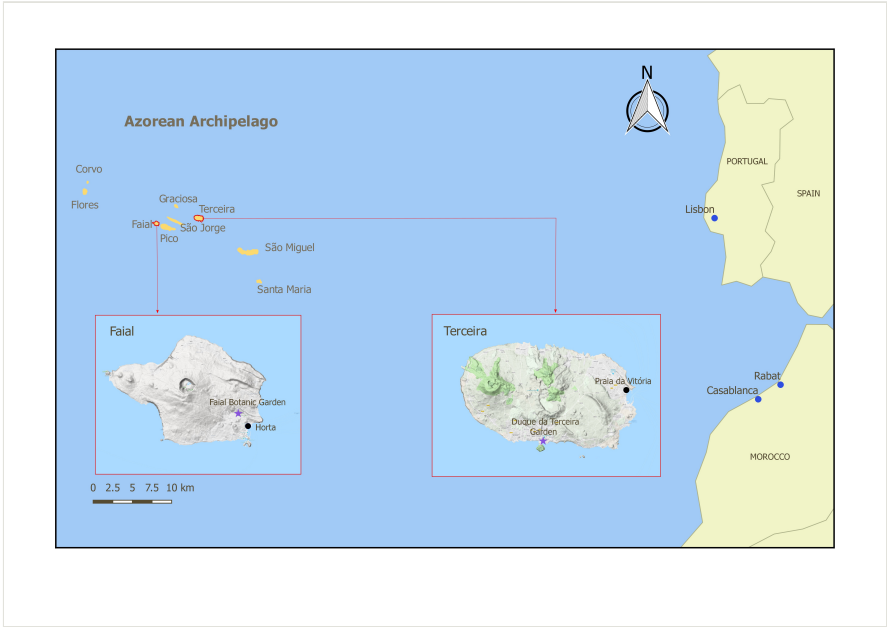 N
Azorean Archipelago
PORTUGAL
Corvo
SPAIN
Graciosa
Flores
Terceira
Lisbon
Faial
São Jorge
Pico
São Miguel
Santa Maria
Faial
Terceira
Rabat
Praia da Vitória
Casablanca
Faial Botanic Garden
Duque da Terceira
Garden
Horta
MOROCCO
0 2.5 5 7.5 10 km